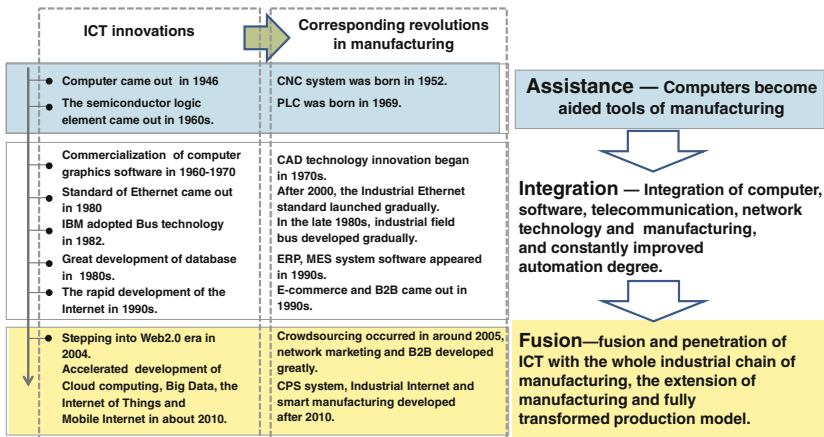 ICT innovations
Corresponding revolutions
in manufacturing
Computer came out in 1946
CNC system was born in 1952.
The semiconductor logic
element came out in 1960s.
PLC was born in 1969.
Assistance — Computers become
aided tools of manufacturing
Commercialization of computer
graphics software in 1960-1970
CAD technology innovation began
in 1970s.
Standard of Ethernet came out
in 1980
After 2000, the Industrial Ethernet
standard launched gradually.
IBM adopted Bus technology
in 1982.
In the late 1980s, industrial field
bus developed gradually.
Great development of database
in 1980s.
ERP, MES system software appeared
in 1990s.
The rapid development of the
Internet in 1990s.
E-commerce and B2B came out in
1990s.
Integration — Integration of computer,
software, telecommunication, network
technology and manufacturing,
and constantly improved
automation degree.
Stepping into Web2.0 era in
2004.
Accelerated development of
Cloud computing, Big Data, the
Internet of Things and
Mobile Internet in about 2010.
Crowdsourcing occurred in around 2005,
network marketing and B2B developed
greatly.
CPS system, Industrial Internet and
smart manufacturing developed
after 2010.
Fusion—fusion and penetration of
ICT with the whole industrial chain of
manufacturing, the extension of
manufacturing and fully
transformed production model.